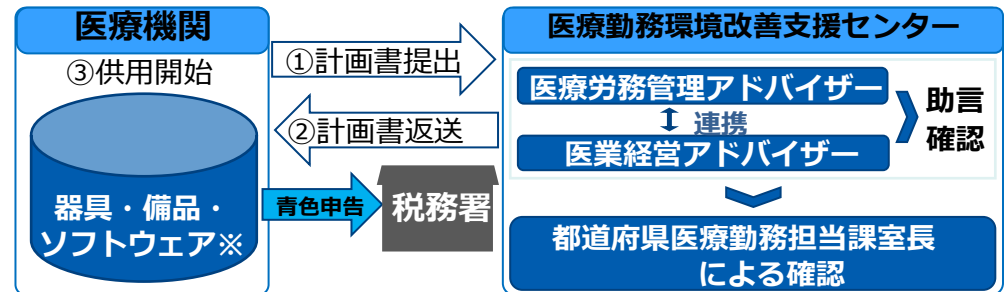 医療機関
③供用開始
器具・備品・
ソフトウェア※
①計画書提出
②計画書返送
青色申告
税務署
医療勤務環境改善支援センター
医療労務管理アドバイザー
連携
医業経営アドバイザー
助言
確認
都道府県医療勤務担当課室長
による確認